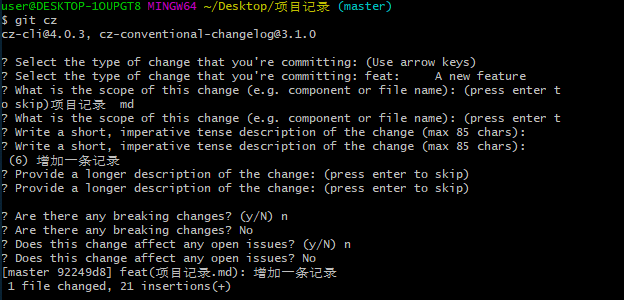 user@DESKTOP-1OUPGT8 MINGW64 ~/Desktop/项目记录 (master)
$ git cz
cz-cli@4.0.3, cz-conventional-changelog@3.1.0
? Select the type of change that you're committing: (Use arrow keys)
? Select the type of change that you're committing: feat:     A new feature
? What is the scope of this change (e.g. component or file name): (press enter t
o skip)项目记录  md
? What is the scope of this change (e.g. component or file name): (press enter t
? Write a short, imperative tense description of the change (max 85 chars):
? Write a short, imperative tense description of the change (max 85 chars):
 (6) 增加一条记录
? Provide a longer description of the change: (press enter to skip)
? Provide a longer description of the change: (press enter to skip)
? Are there any breaking changes? (y/N) n
? Are there any breaking changes? No
? Does this change affect any open issues? (y/N) n
? Does this change affect any open issues? No
[master 92249d8] feat(项目记录.md): 增加一条记录
 1 file changed, 21 insertions(+)